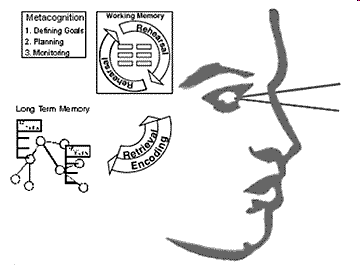 Metacognition
1. Defining Goals
2. Planning
3. Monitoring
Working Memory
Rehearsal
Rehearsal
Long Term Memory
Retrieval
Encoding